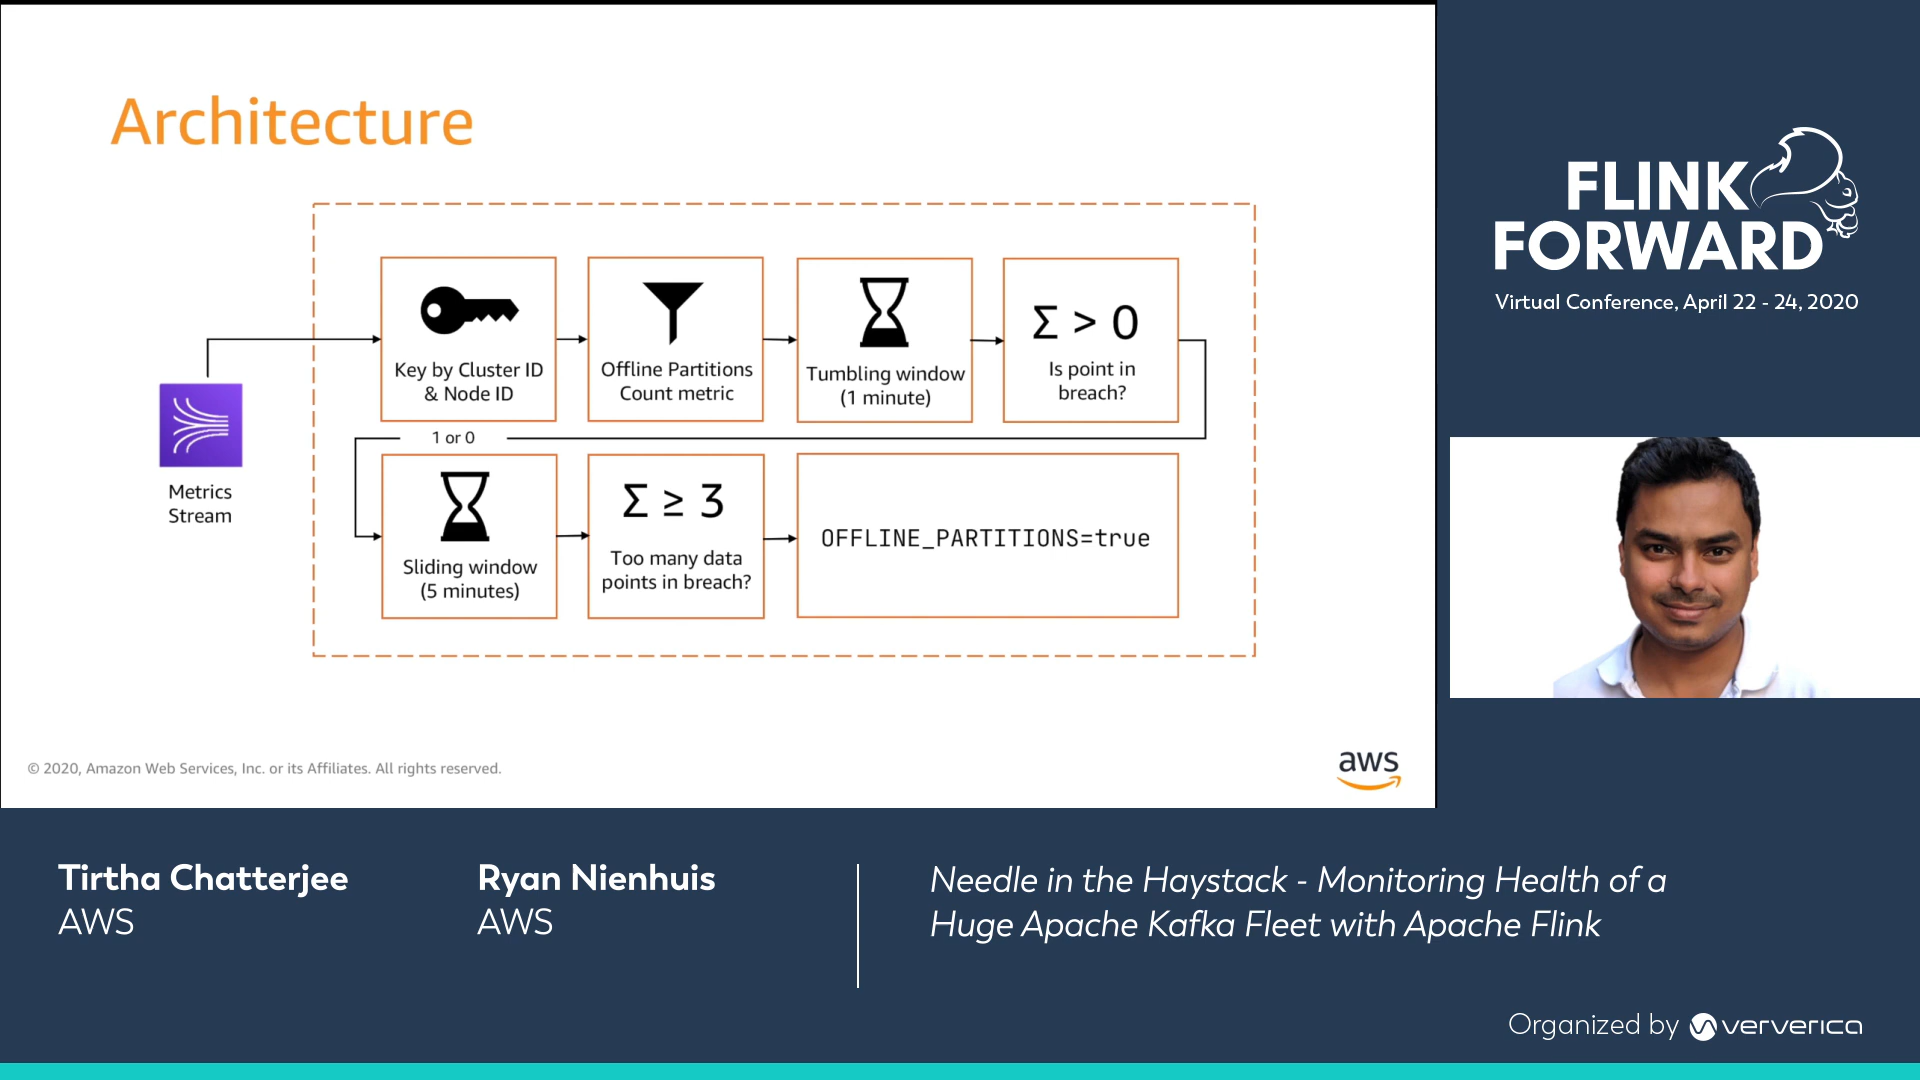 Architecture
Key by Cluster ID
& Node ID
Offline Partitions
Count metric
Tumbling window
(1 minute)
Σ > 0
Is point in
breach?
1 or 0
Metrics
Stream
Sliding window
(5 minutes)
Σ ≥ 3
Too many data
points in breach?
OFFLINE_PARTITIONS=true
© 2020, Amazon Web Services, Inc. or its Affiliates. All rights reserved.
aws
FLINK
FORWARD
Virtual Conference, April 22 - 24, 2020
Tirtha Chatterjee
AWS
Ryan Nienhuis
AWS
Needle in the Haystack - Monitoring Health of a
Huge Apache Kafka Fleet with Apache Flink
Organized by ververica